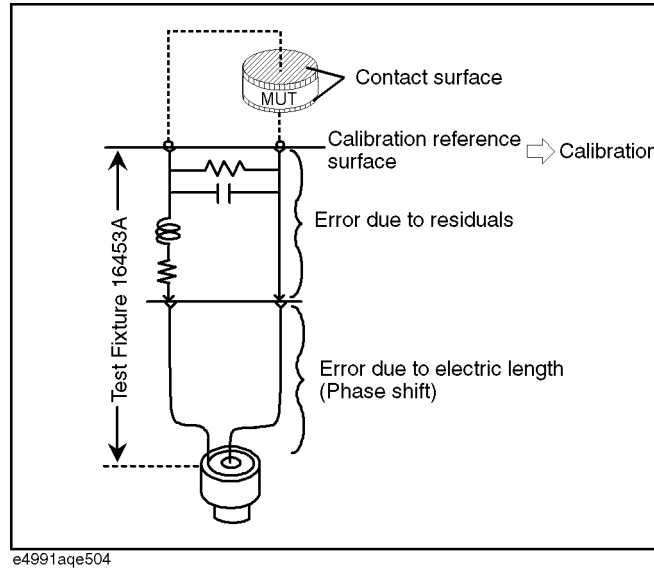 Contact surface
MUT
Calibration reference
surface
Calibration
Error due to residuals
Test Fixture 16453A
Error due to electric length
(Phase shift)
e4991aqe504